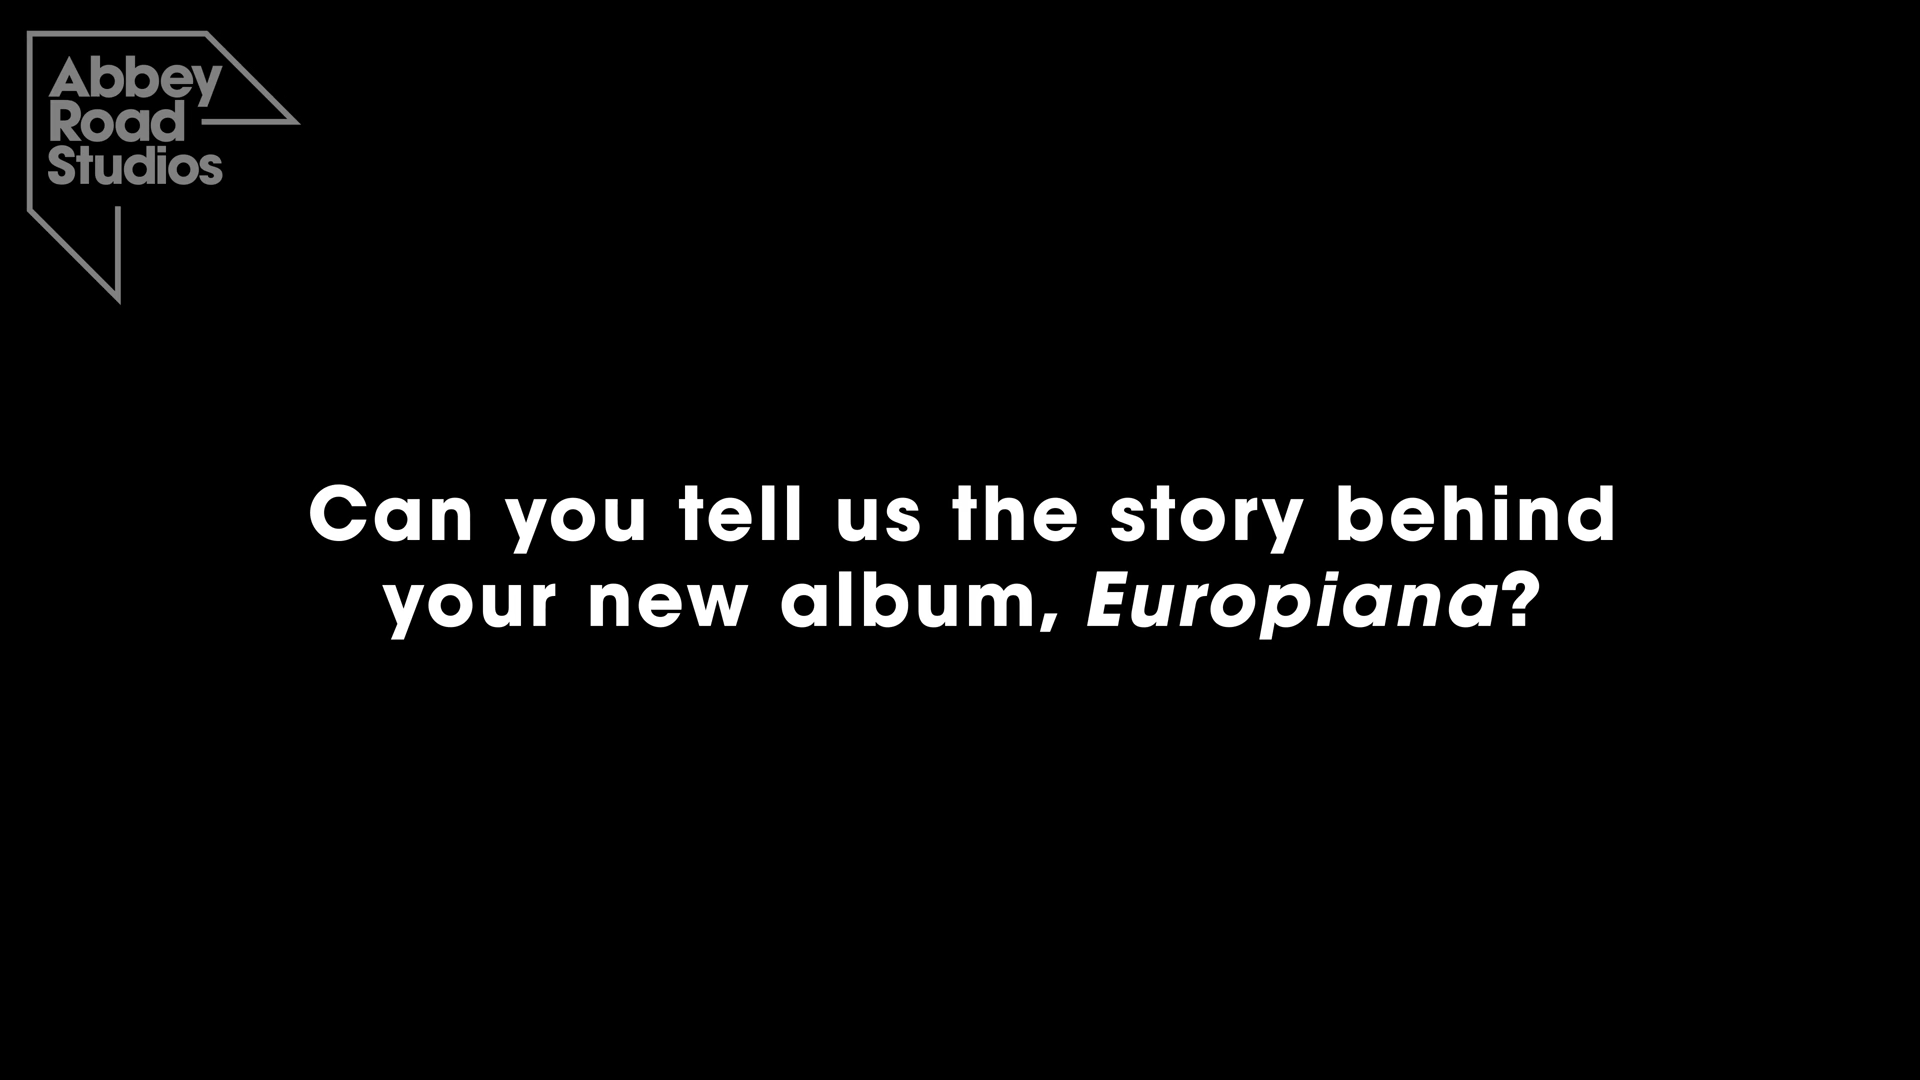 Abbey
Road
Studios
Can you tell us the story behind
your new album, Europiana?